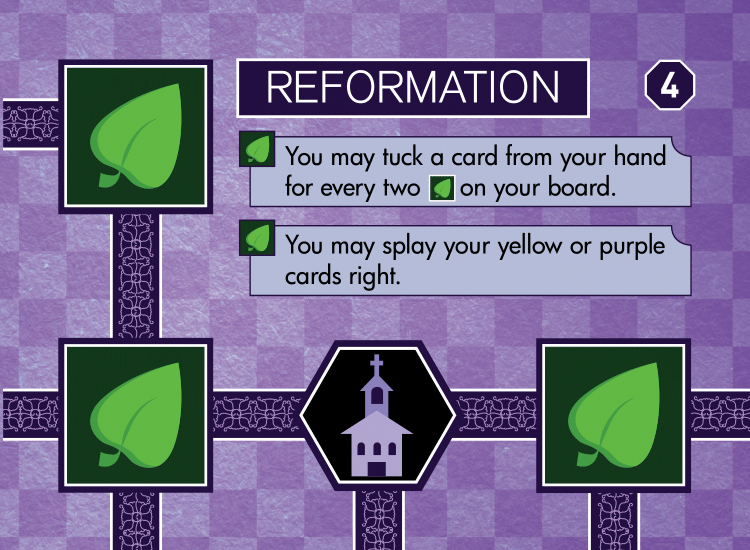 REFORMATION
4
You may tuck a card from your hand
for every two on your board.
You may splay your yellow or purple
cards right.